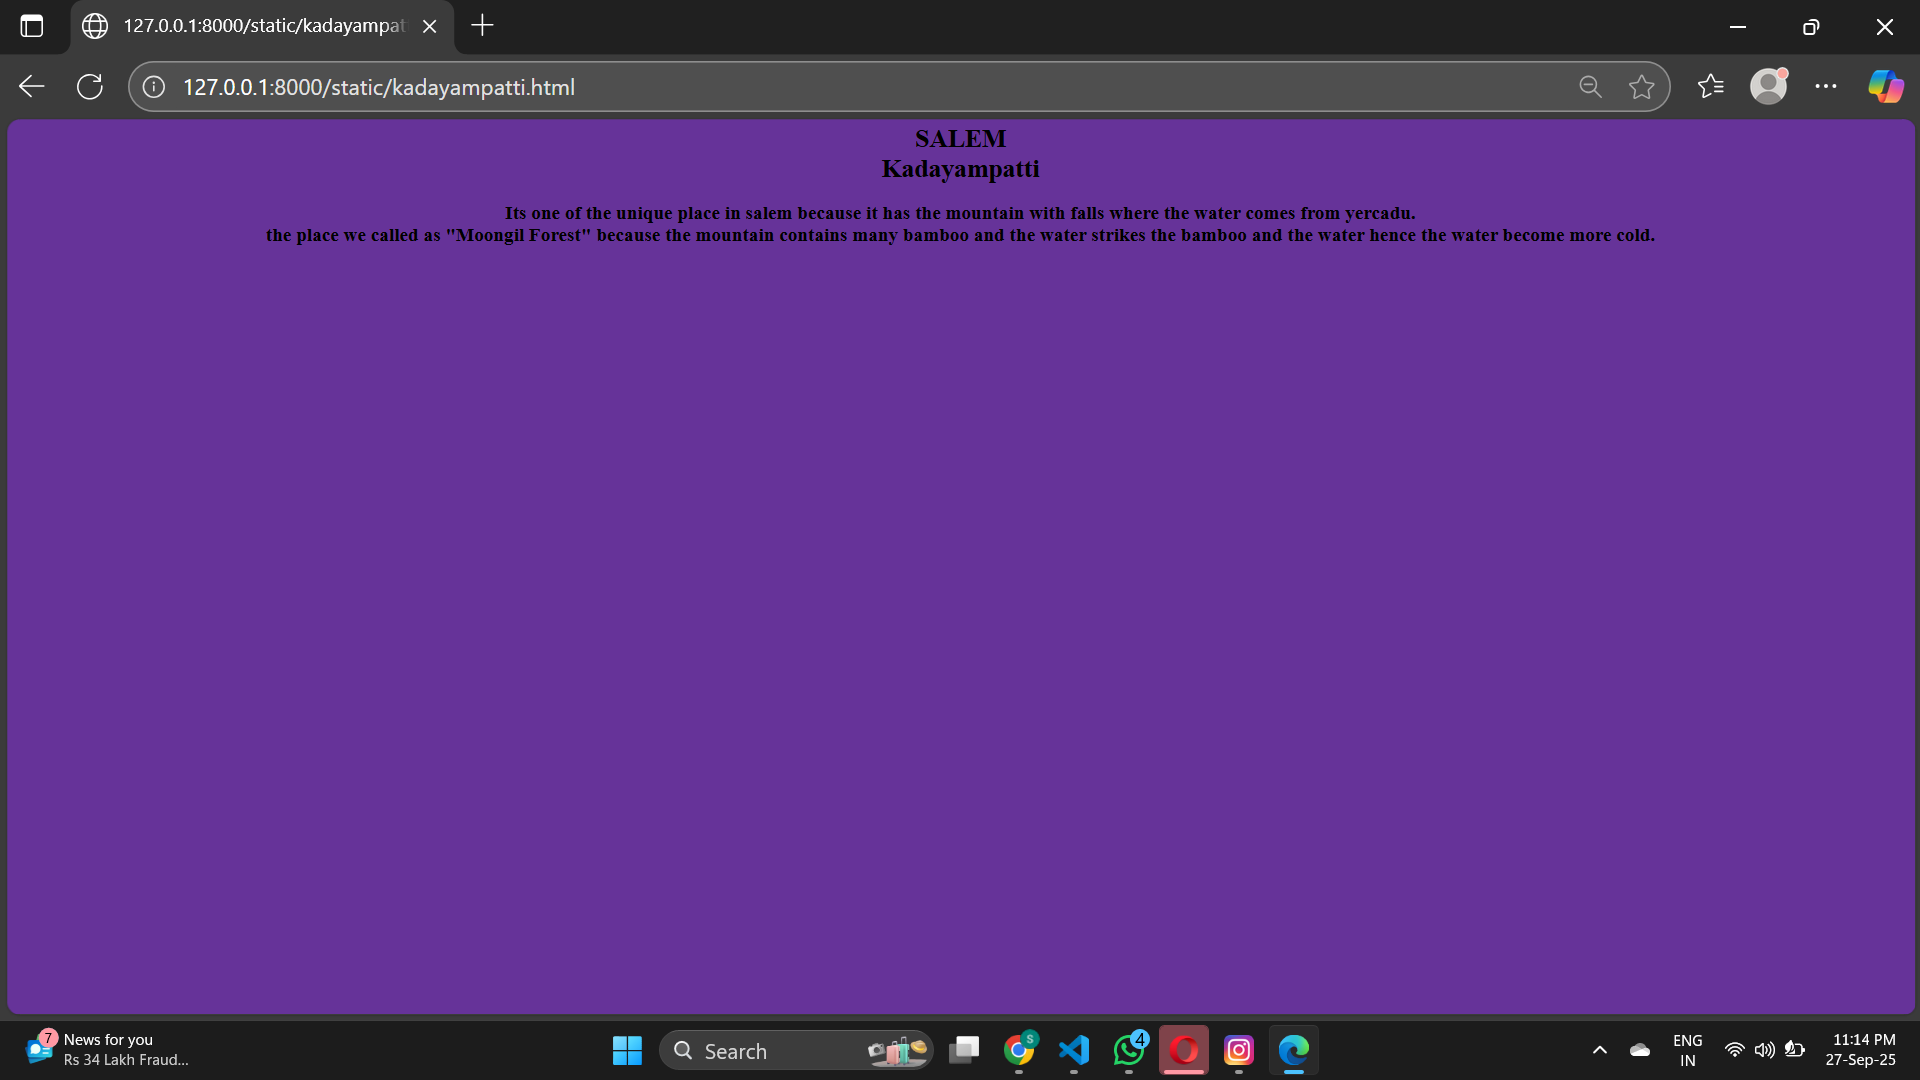 127.0.0.1:8000/static/kadayampat
127.0.0.1:8000/static/kadayampatti.html
SALEM
Kadayampatti
Its one of the unique place in salem because it has the mountain with falls where the water comes from yercadu.
the place we called as "Moongil Forest" because the mountain contains many bamboo and the water strikes the bamboo and the water hence the water become more cold.
7
News for you
Rs 34 Lakh Fraud...
Search
S
4
ENG
IN
11:14 PM
27-Sep-25